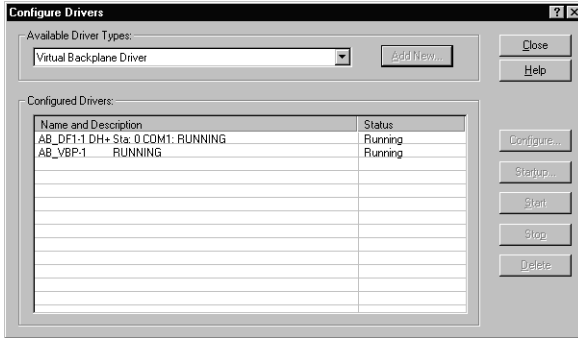 Configure Drivers
Available Driver Types:
Virtual Backplane Driver
Add New...
Close
Help
Configured Drivers:
Name and Description Status
AB_DF1-1 DH+ Sta: 0 COM1: RUNNING Running
AB_VBP-1 RUNNING Running
Configure...
Startup...
Start
Stop
Delete